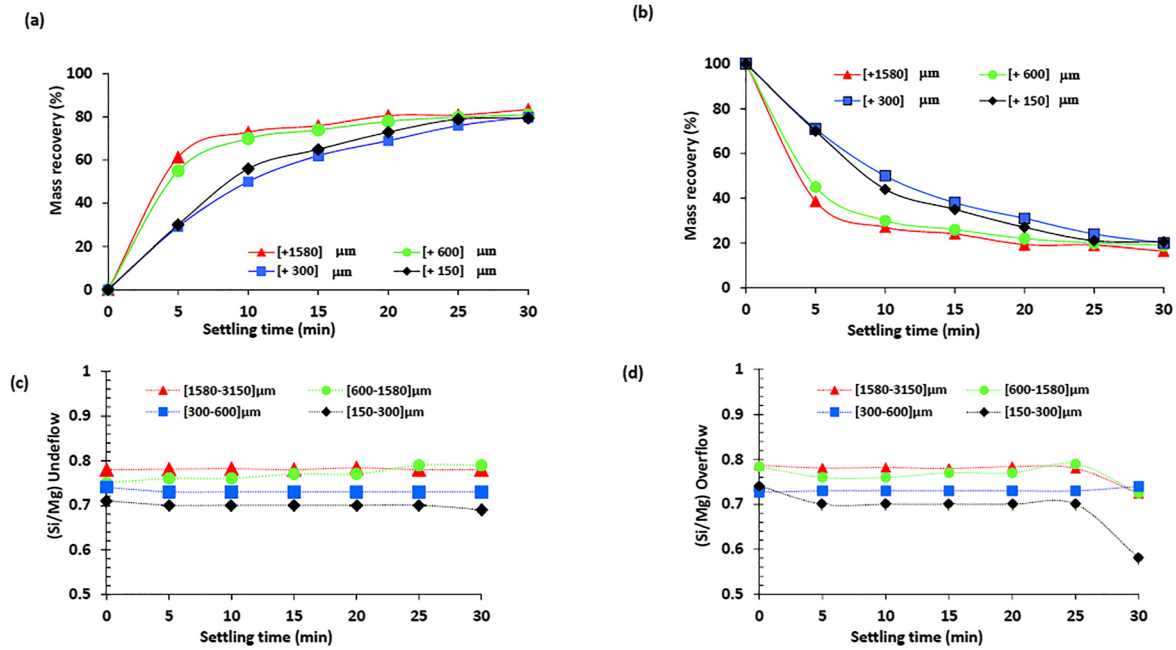 (a)
Mass recovery (%)
100
80
60
40
20
0
[+1580] µm
[+ 600] µm
[+ 300] µm
[+ 150] µm
0 5 10 15 20 25 30
Settling time (min)
(b)
Mass recovery (%)
100
80
60
40
20
0
[+1580] µm
[+ 600] µm
[+ 300] µm
[+ 150] µm
0 5 10 15 20 25 30
Settling time (min)
(c)
(Si/Mg) Undeflow
1
0.9
0.8
0.7
0.6
0.5
[1580-3150]µm
[600-1580]µm
[300-600]µm
[150-300]µm
0 5 10 15 20 25 30
Settling time (min)
(d)
(Si/Mg) Overflow
1
0.9
0.8
0.7
0.6
0.5
[1580-3150]µm
[600-1580]µm
[300-600]µm
[150-300]µm
0 5 10 15 20 25 30
Settling time (min)